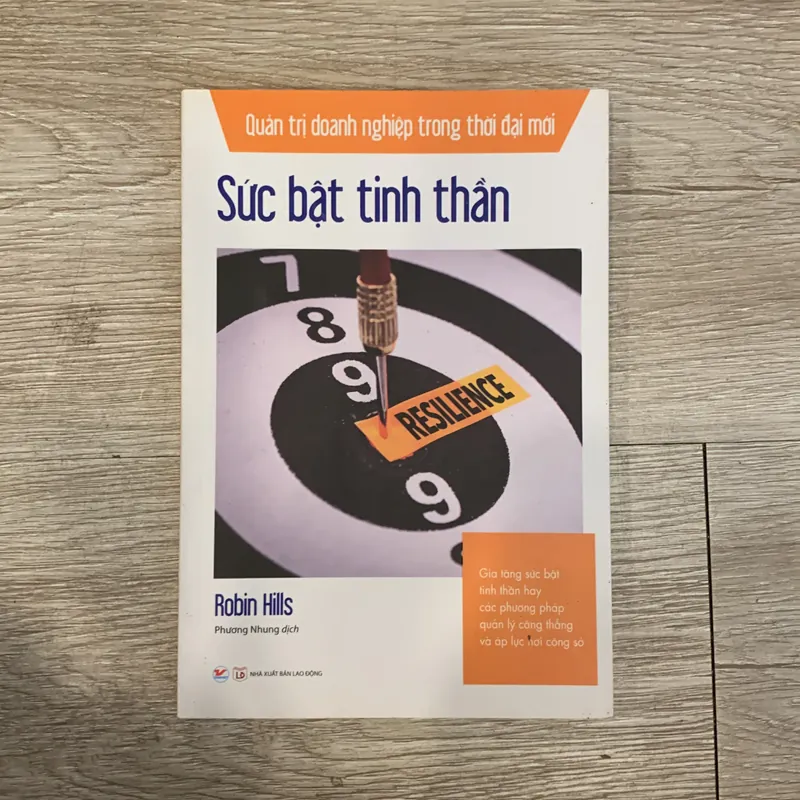 Quản trị doanh nghiệp trong thời đại mới
Sức bật tinh thần
7
8
9
RESILIENCE
9
Robin Hills
Phương Nhung dịch
LĐ NHÀ XUẤT BẢN LAO ĐỘNG
Gia tăng sức bật
tinh thần hay
các phương pháp
quản lý căng thẳng
và áp lực nơi công sở